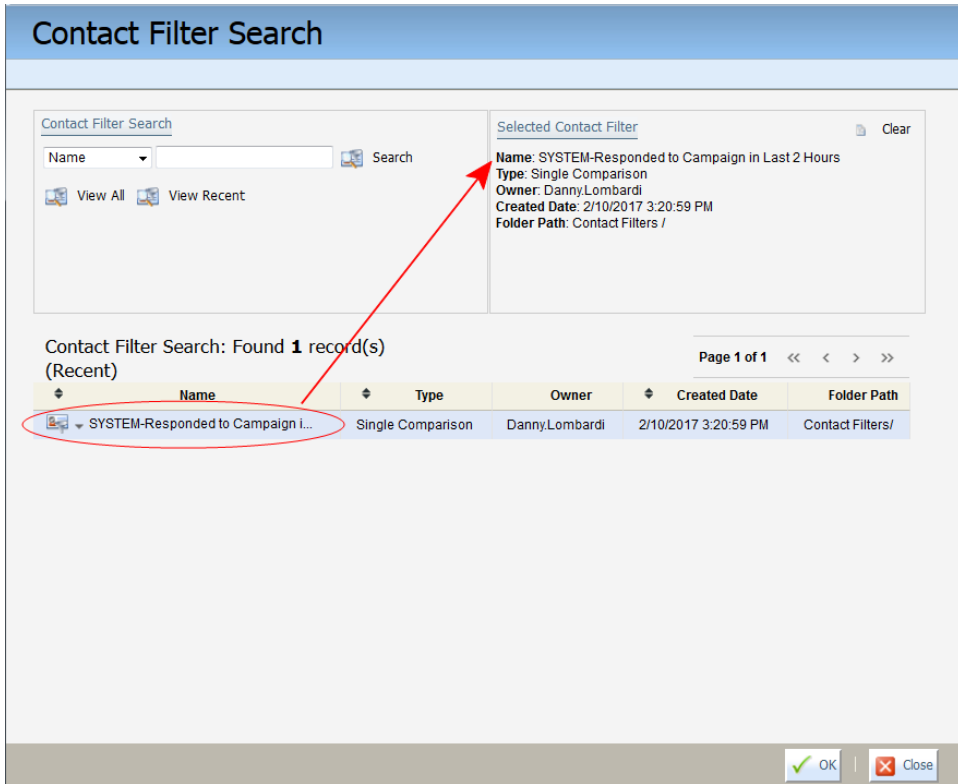 Contact Filter Search
Contact Filter Search
Name
Search
View All
View Recent
Selected Contact Filter
Clear
Name: SYSTEM-Responded to Campaign in Last 2 Hours
Type: Single Comparison
Owner: Danny.Lombardi
Created Date: 2/10/2017 3:20:59 PM
Folder Path: Contact Filters /
Contact Filter Search: Found 1 record(s)
(Recent)
Page 1 of 1 << < > >>
Name Type Owner Created Date Folder Path
SYSTEM-Responded to Campaign i... Single Comparison Danny.Lombardi 2/10/2017 3:20:59 PM Contact Filters/
OK
Close